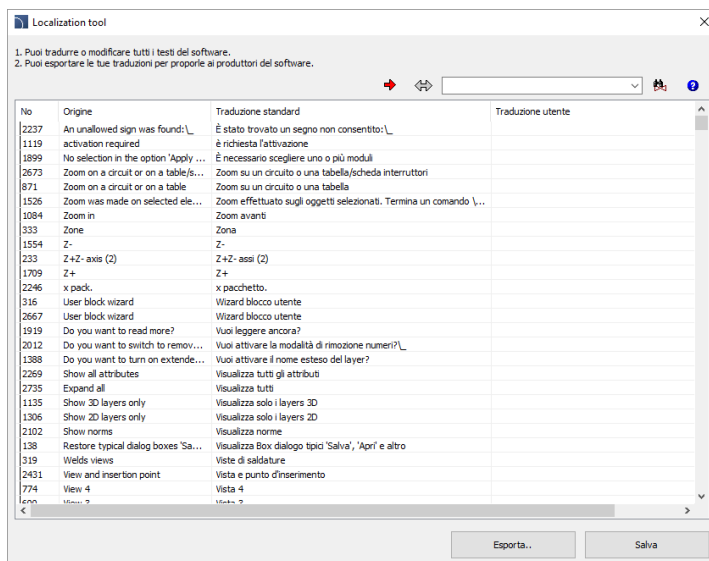 Localization tool
1. Puoi tradurre o modificare tutti i testi del software.
2. Puoi esportare le tue traduzioni per proporle ai produttori del software.
No Origine Traduzione standard Traduzione utente
2237 An unallowed sign was found:\_ È stato trovato un segno non consentito:\_
1119 activation required è richiesta l'attivazione
1899 No selection in the option 'Apply ... È necessario scegliere uno o più moduli
2673 Zoom on a circuit or on a table/s... Zoom su un circuito o una tabella/scheda interruttori
871 Zoom on a circuit or on a table Zoom su un circuito o una tabella
1526 Zoom was made on selected ele... Zoom effettuato sugli oggetti selezionati. Termina un comando \...
1084 Zoom in Zoom avanti
333 Zone Zona
1554 Z- Z-
233 Z+Z- axis (2) Z+Z- assi (2)
1709 Z+ Z+
2246 x pack. x pacchetto.
316 User block wizard Wizard blocco utente
2667 User block wizard Wizard blocco utente
1919 Do you want to read more? Vuoi leggere ancora?
2012 Do you want to switch to remov... Vuoi attivare la modalità di rimozione numeri?\_
1388 Do you want to turn on extende... Vuoi attivare il nome esteso del layer?
2269 Show all attributes Visualizza tutti gli attributi
2735 Expand all Visualizza tutti
1135 Show 3D layers only Visualizza solo i layers 3D
1306 Show 2D layers only Visualizza solo i layers 2D
2102 Show norms Visualizza norme
138 Restore typical dialog boxes 'Sa... Visualizza Box dialogo tipici 'Salva', 'Apri' e altro
319 Welds views Viste di saldature
2431 View and insertion point Vista e punto d'inserimento
774 View 4 Vista 4
Esporta.. Salva